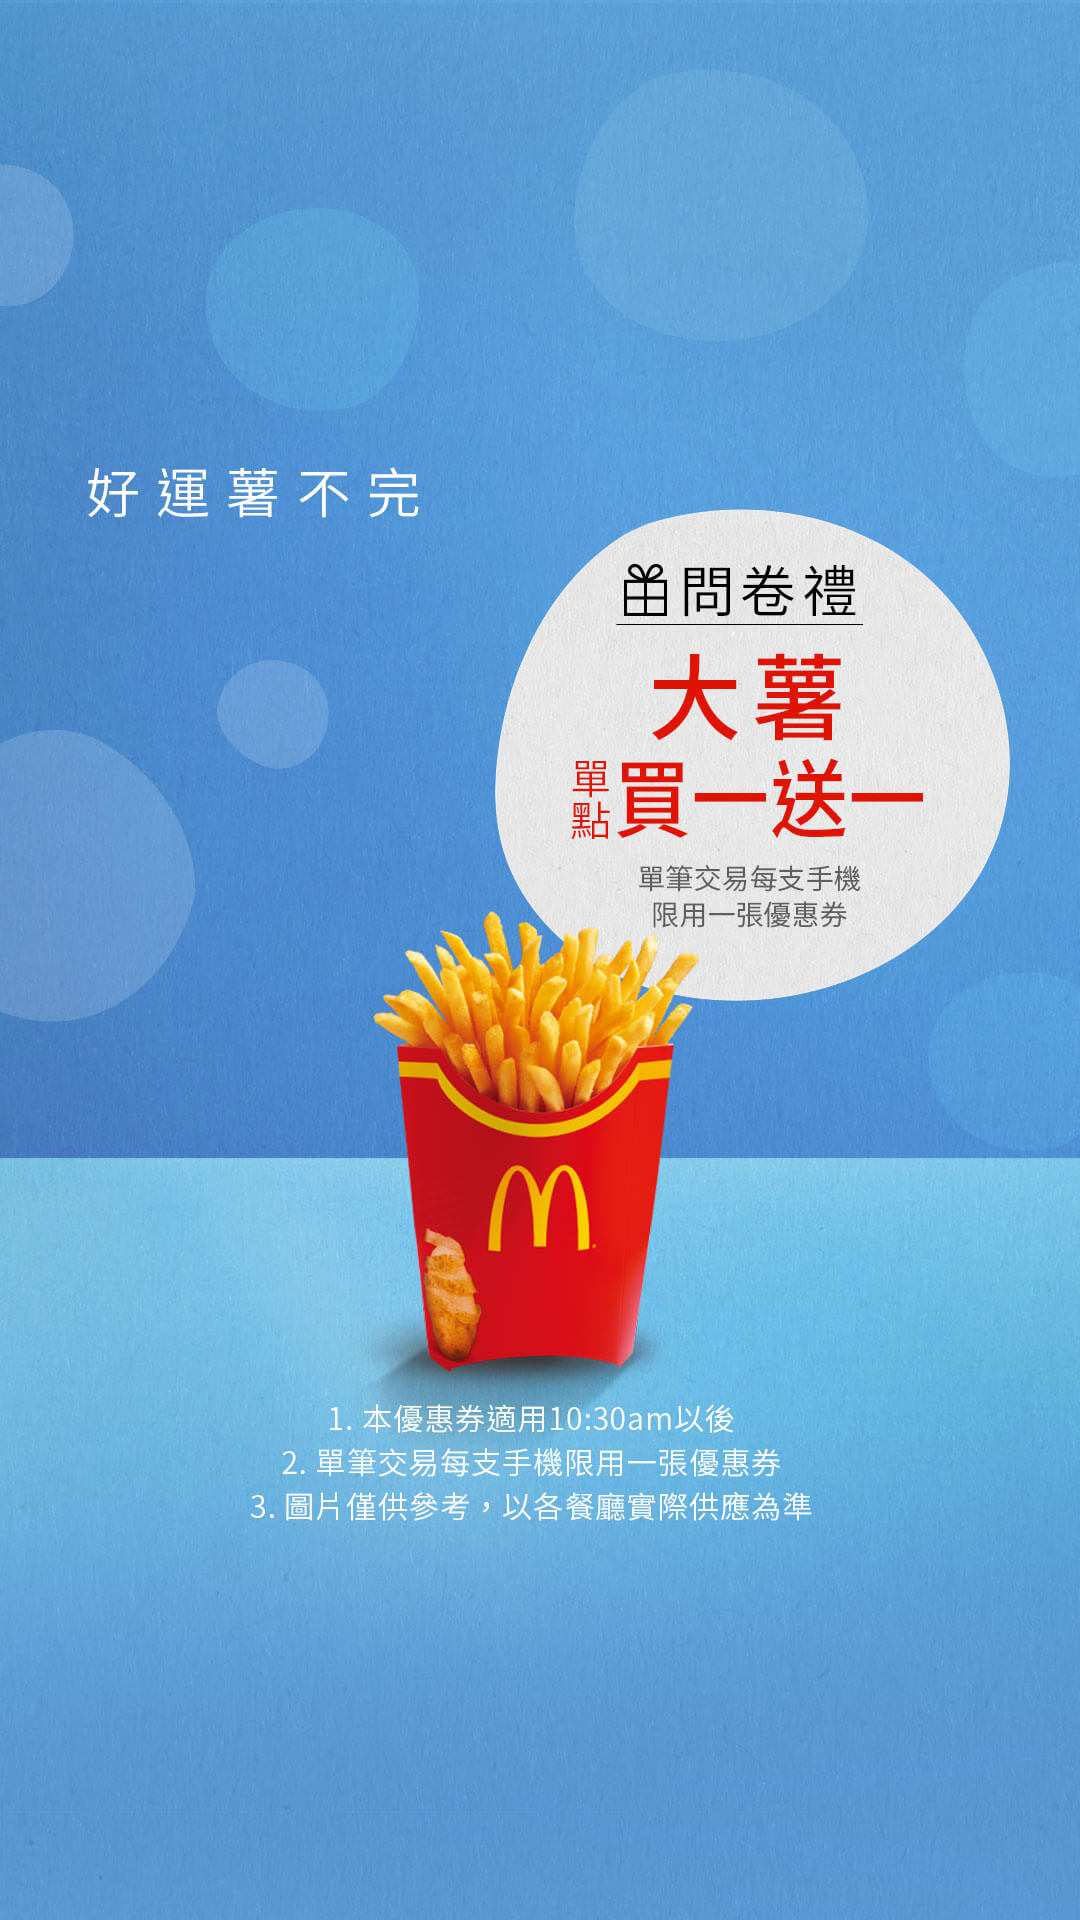 好運薯不完
問卷禮
大薯
單點買一送一
單筆交易每支手機
限用一張優惠券
1. 本優惠券適用10:30am以後
2. 單筆交易每支手機限用一張優惠券
3. 圖片僅供參考，以各餐廳實際供應為準